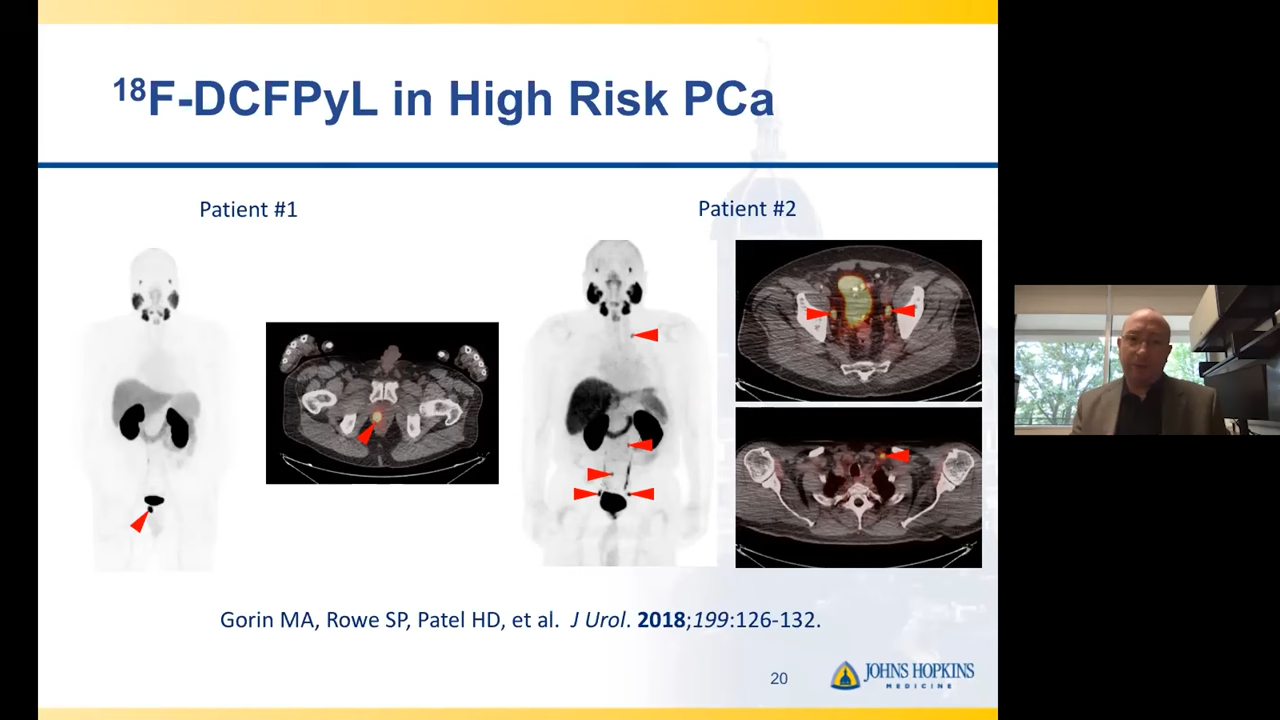 18F-DCFPyL in High Risk PCa
Patient #1
Patient #2
Gorin MA, Rowe SP, Patel HD, et al. J Urol. 2018;199:126-132.
20
JOHNS HOPKINS
MEDICINE